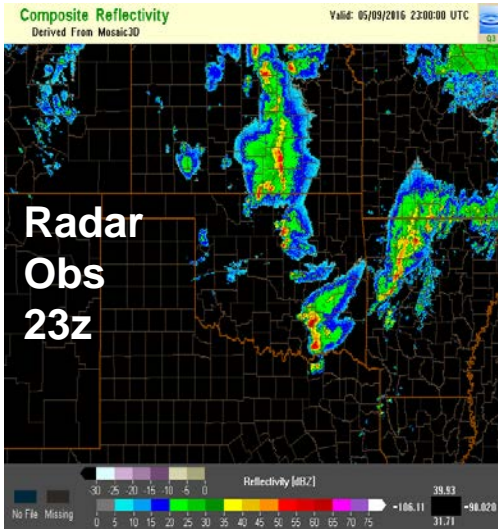 Composite Reflectivity
Derived From Mosaic3D
Valid: 05/09/2016 23:00:00 UTC
Q3
Radar
Obs
23z
No File Missing
-30 -25 -20 -15 -10 -5 0
Reflectivity [dBZ]
0 5 10 15 20 25 30 35 40 45 50 55 60 65 70 75
39.93
-106.11 -90.020
31.71